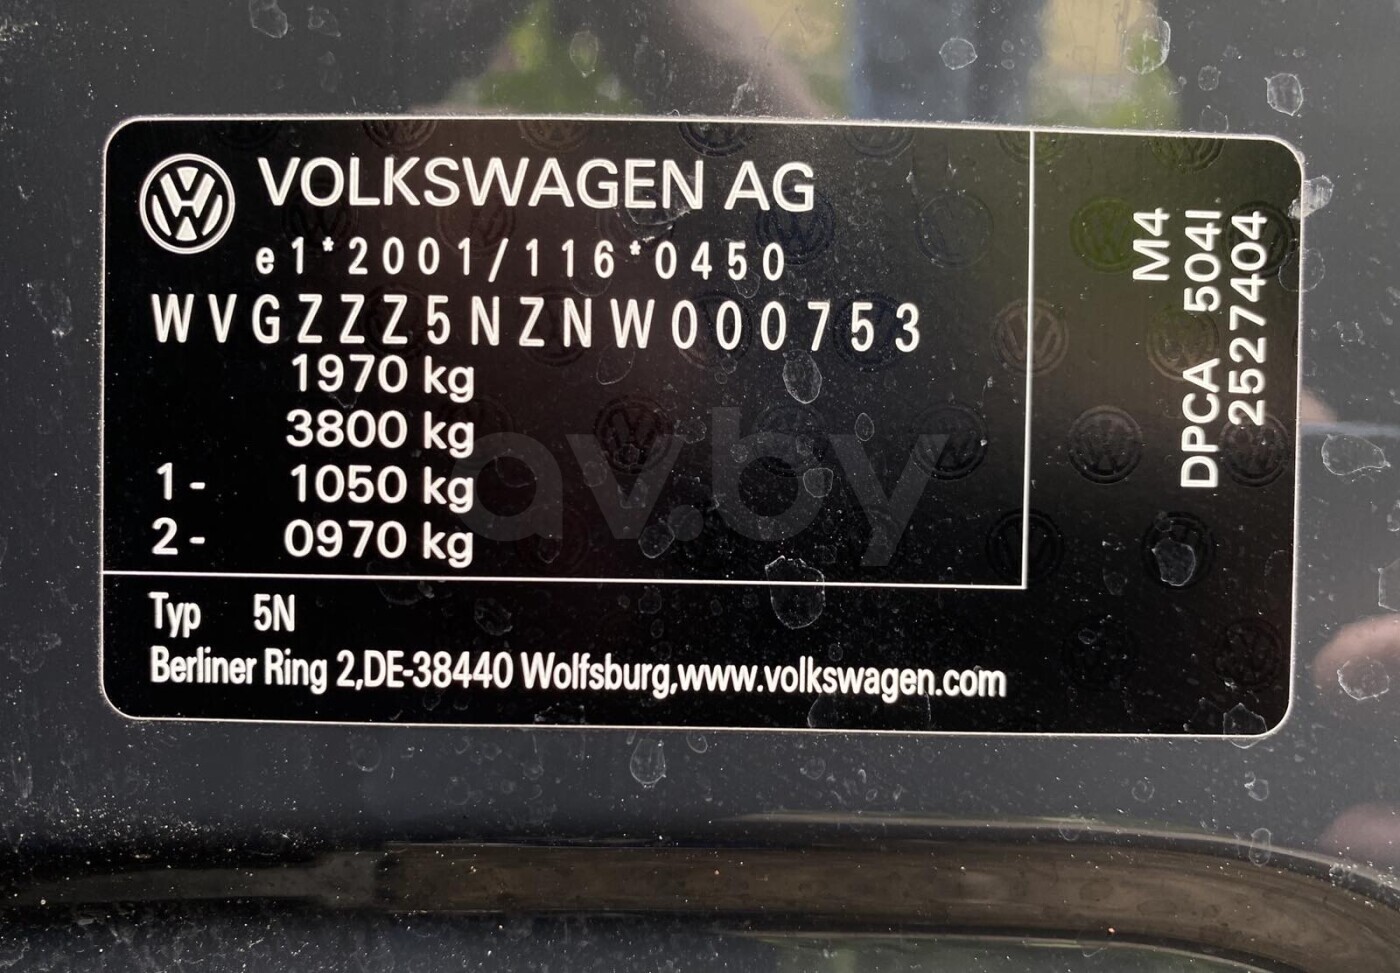 VOLKSWAGEN AG
e1*2001/116*0450
WVGZZZ5NZNW000753
1970 kg
3800 kg
1- 1050 kg
2- 0970 kg
Typ 5N
Berliner Ring 2,DE-38440 Wolfsburg,www.volkswagen.com
M4
DPCA 504I
2527404
av.by